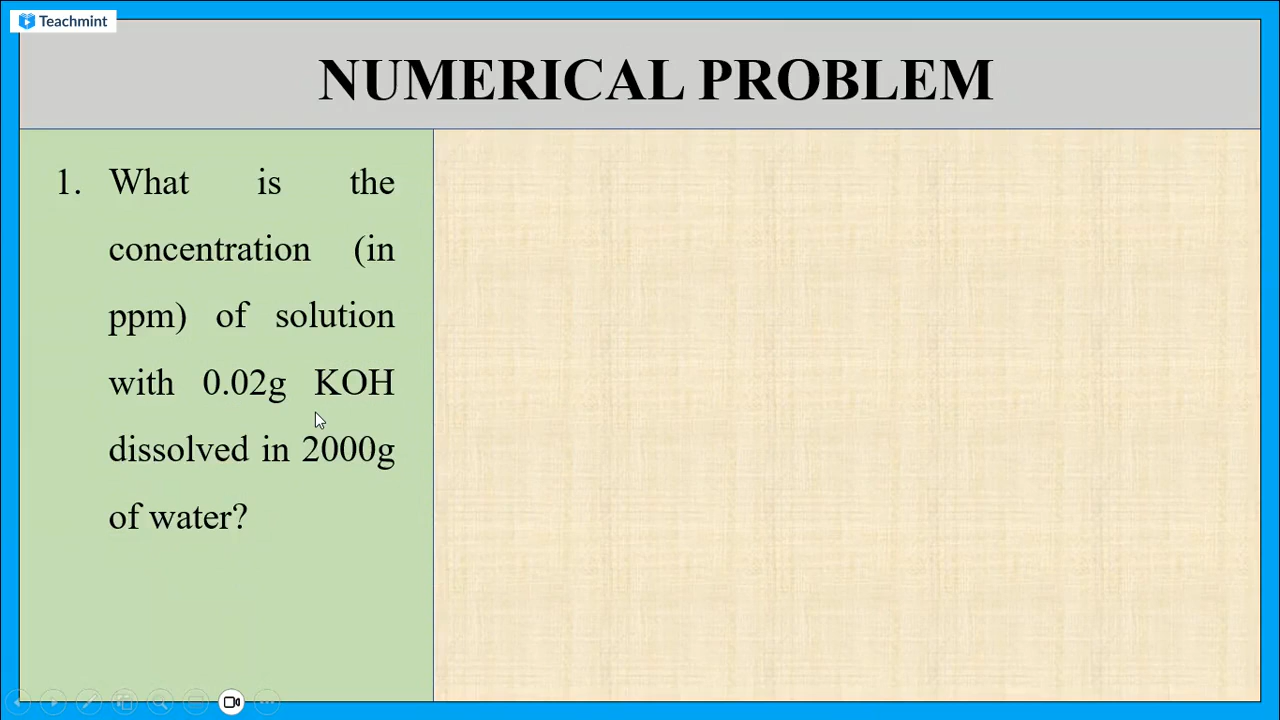 Teachmint
NUMERICAL PROBLEM
1. What is the
concentration (in
ppm) of solution
with 0.02g KOH
dissolved in 2000g
of water?